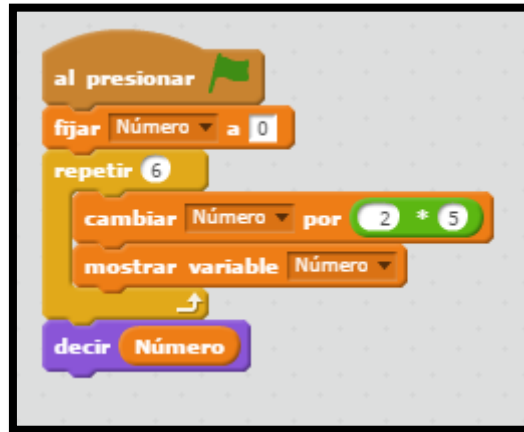 al presionar
fijar Número a 0
repetir 6
cambiar Número por 2 * 5
mostrar variable Número
decir Número